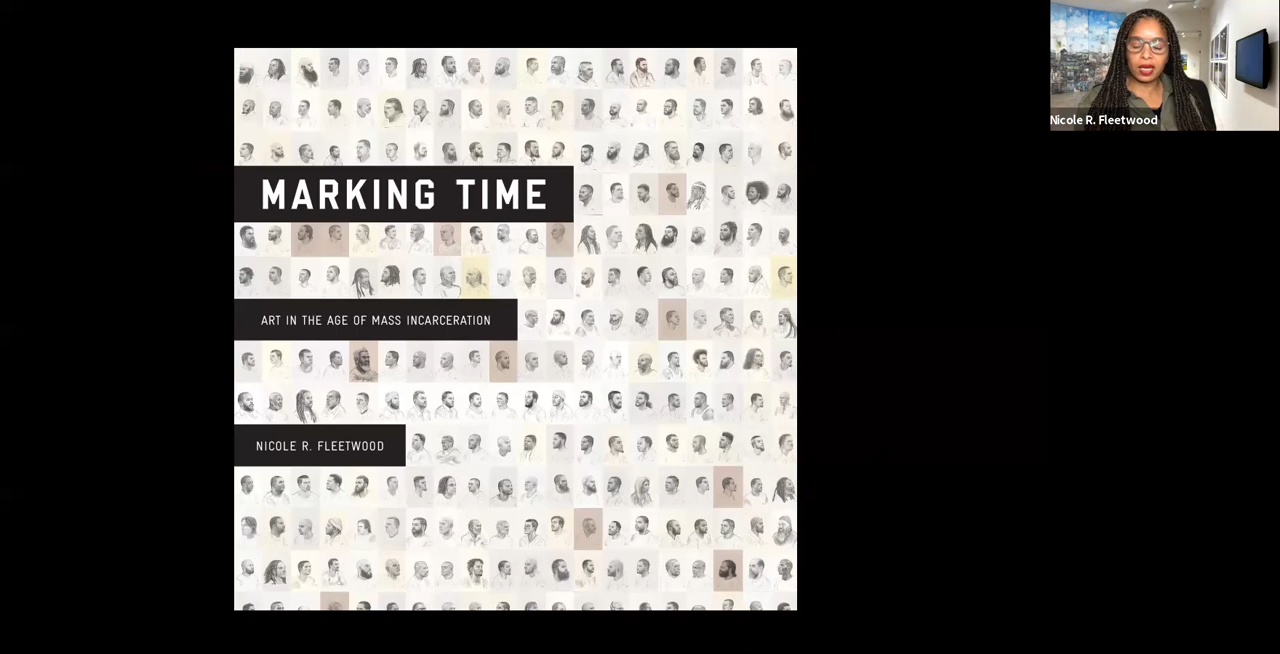 MARKING TIME
ART IN THE AGE OF MASS INCARCERATION
NICOLE R. FLEETWOOD
Nicole R. Fleetwood